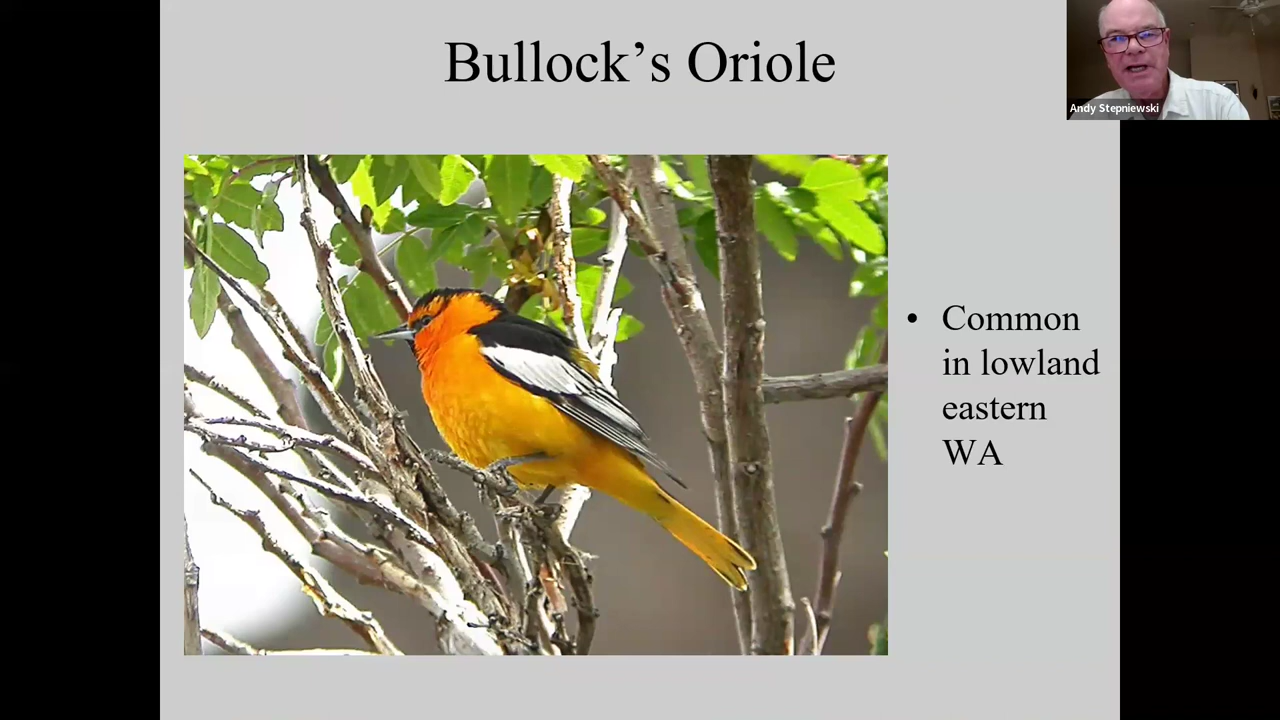 Bullock’s Oriole
Andy Stepniewski
• Common
in lowland
eastern
WA